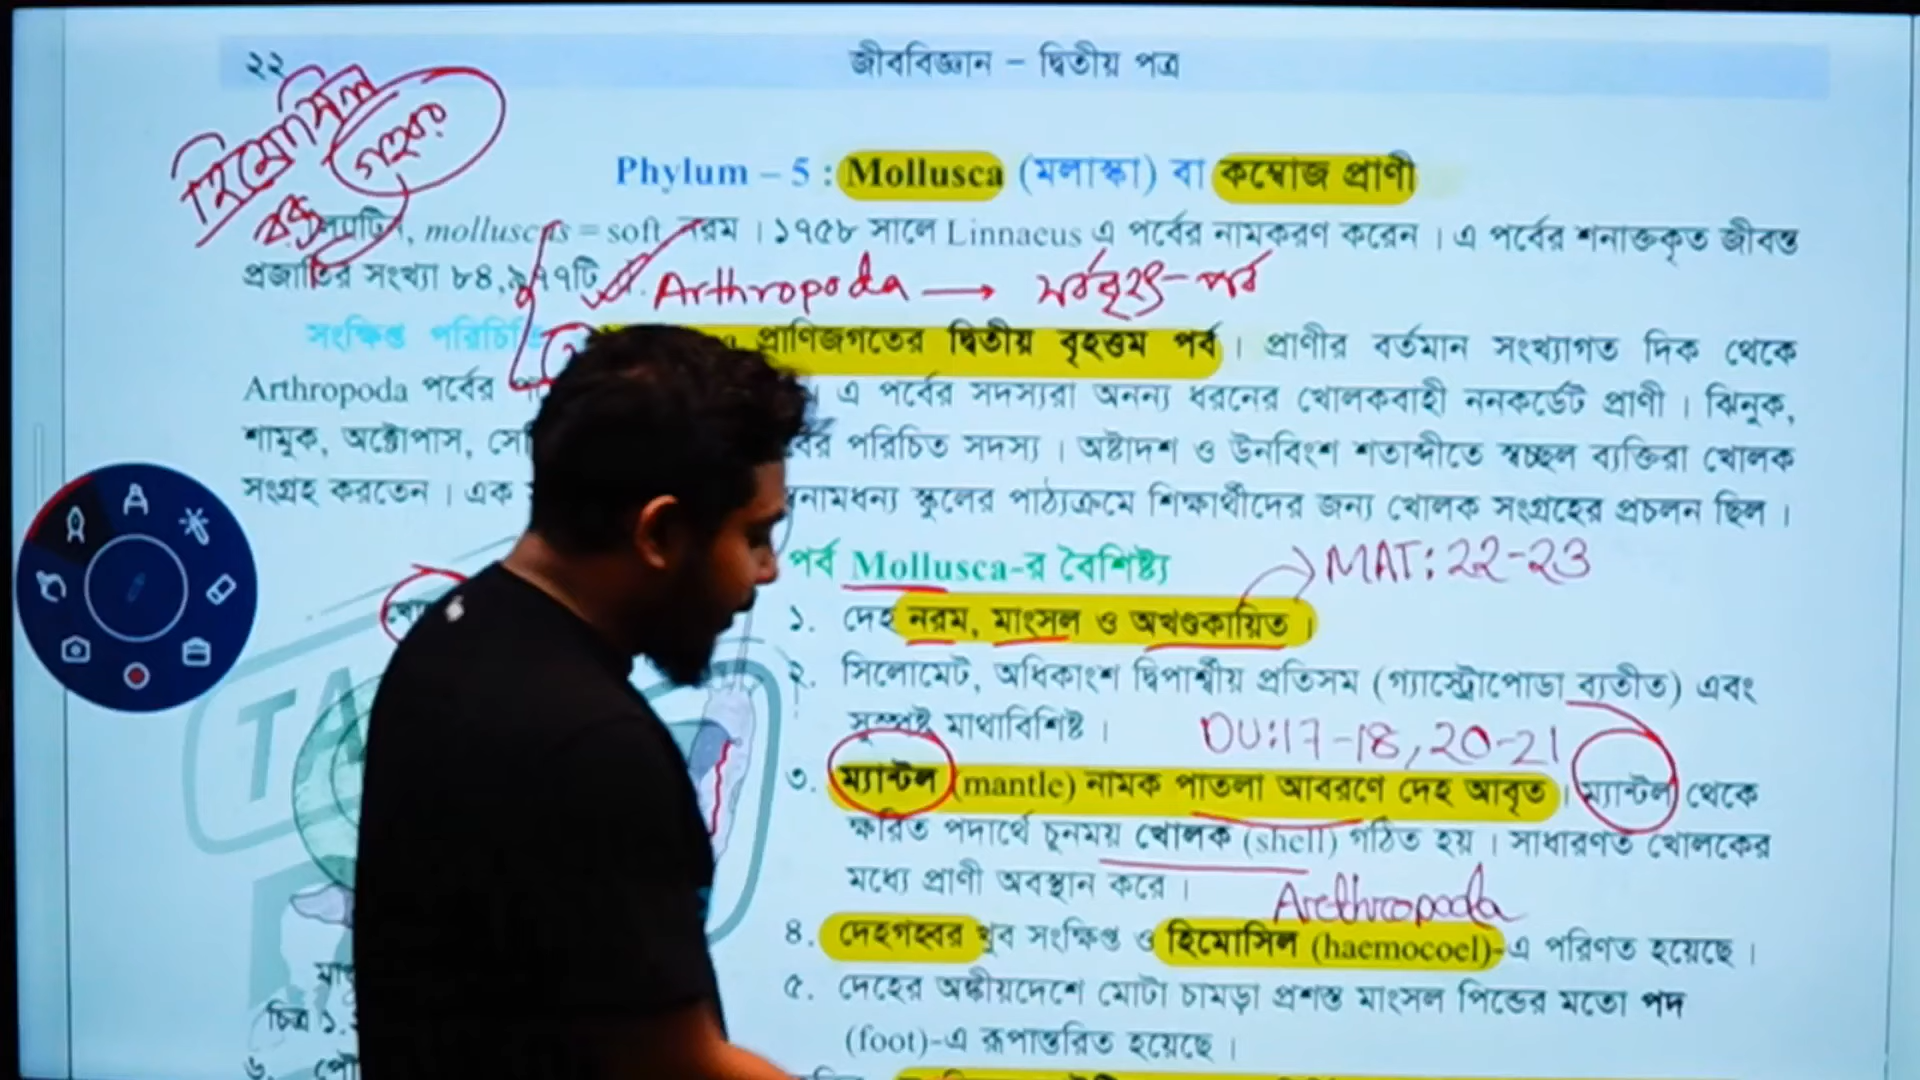 ২২
জীববিজ্ঞান – দ্বিতীয় পত্র
হিমোসিল
গহবর
রক্ত
Phylum – 5 : Mollusca (মলাস্কা) বা কম্বোজ প্রাণী
molluscus = soft নরম । ১৭৫৮ সালে Linnaeus এ পর্বের নামকরণ করেন । এ পর্বের শনাক্তকৃত জীবন্ত
প্রজাতির সংখ্যা ৮৪,৯৭৭টি
Arthropoda → সর্ববৃহৎ পর্ব
সংক্ষিপ্ত পরিচিতি
প্রাণিজগতের দ্বিতীয় বৃহত্তম পর্ব । প্রাণীর বর্তমান সংখ্যাগত দিক থেকে
Arthropoda পর্বের
এ পর্বের সদস্যরা অনন্য ধরনের খোলকবাহী ননকর্ডেট প্রাণী । ঝিনুক,
শামুক, অক্টোপাস,
পরিচিত সদস্য । অষ্টাদশ ও উনবিংশ শতাব্দীতে স্বচ্ছল ব্যক্তিরা খোলক
সংগ্রহ করতেন । এক
স্কুলের পাঠ্যক্রমে শিক্ষার্থীদের জন্য খোলক সংগ্রহের প্রচলন ছিল ।
পর্ব Mollusca-র বৈশিষ্ট্য
MAT: 22-23
১. দেহ নরম, মাংসল ও অখণ্ডকায়িত ।
২. সিলোমেট, অধিকাংশ দ্বিপার্শ্বীয় প্রতিসম (গ্যাস্ট্রোপোডা ব্যতীত) এবং
সুস্পষ্ট মাথাবিশিষ্ট ।
DU:17-18, 20-21
৩. ম্যান্টল (mantle) নামক পাতলা আবরণে দেহ আবৃত । ম্যান্টল থেকে
ক্ষরিত পদার্থে চুনময় খোলক (shell) গঠিত হয় । সাধারণত খোলকের
মধ্যে প্রাণী অবস্থান করে ।
Arthropoda
৪. দেহগহ্বর খুব সংক্ষিপ্ত ও হিমোসিল (haemocoel)-এ পরিণত হয়েছে ।
৫. দেহের অঙ্কীয়দেশে মোটা চামড়া প্রশস্ত মাংসল পিন্ডের মতো পদ
(foot)-এ রূপান্তরিত হয়েছে ।
চিত্র ১.
৬.